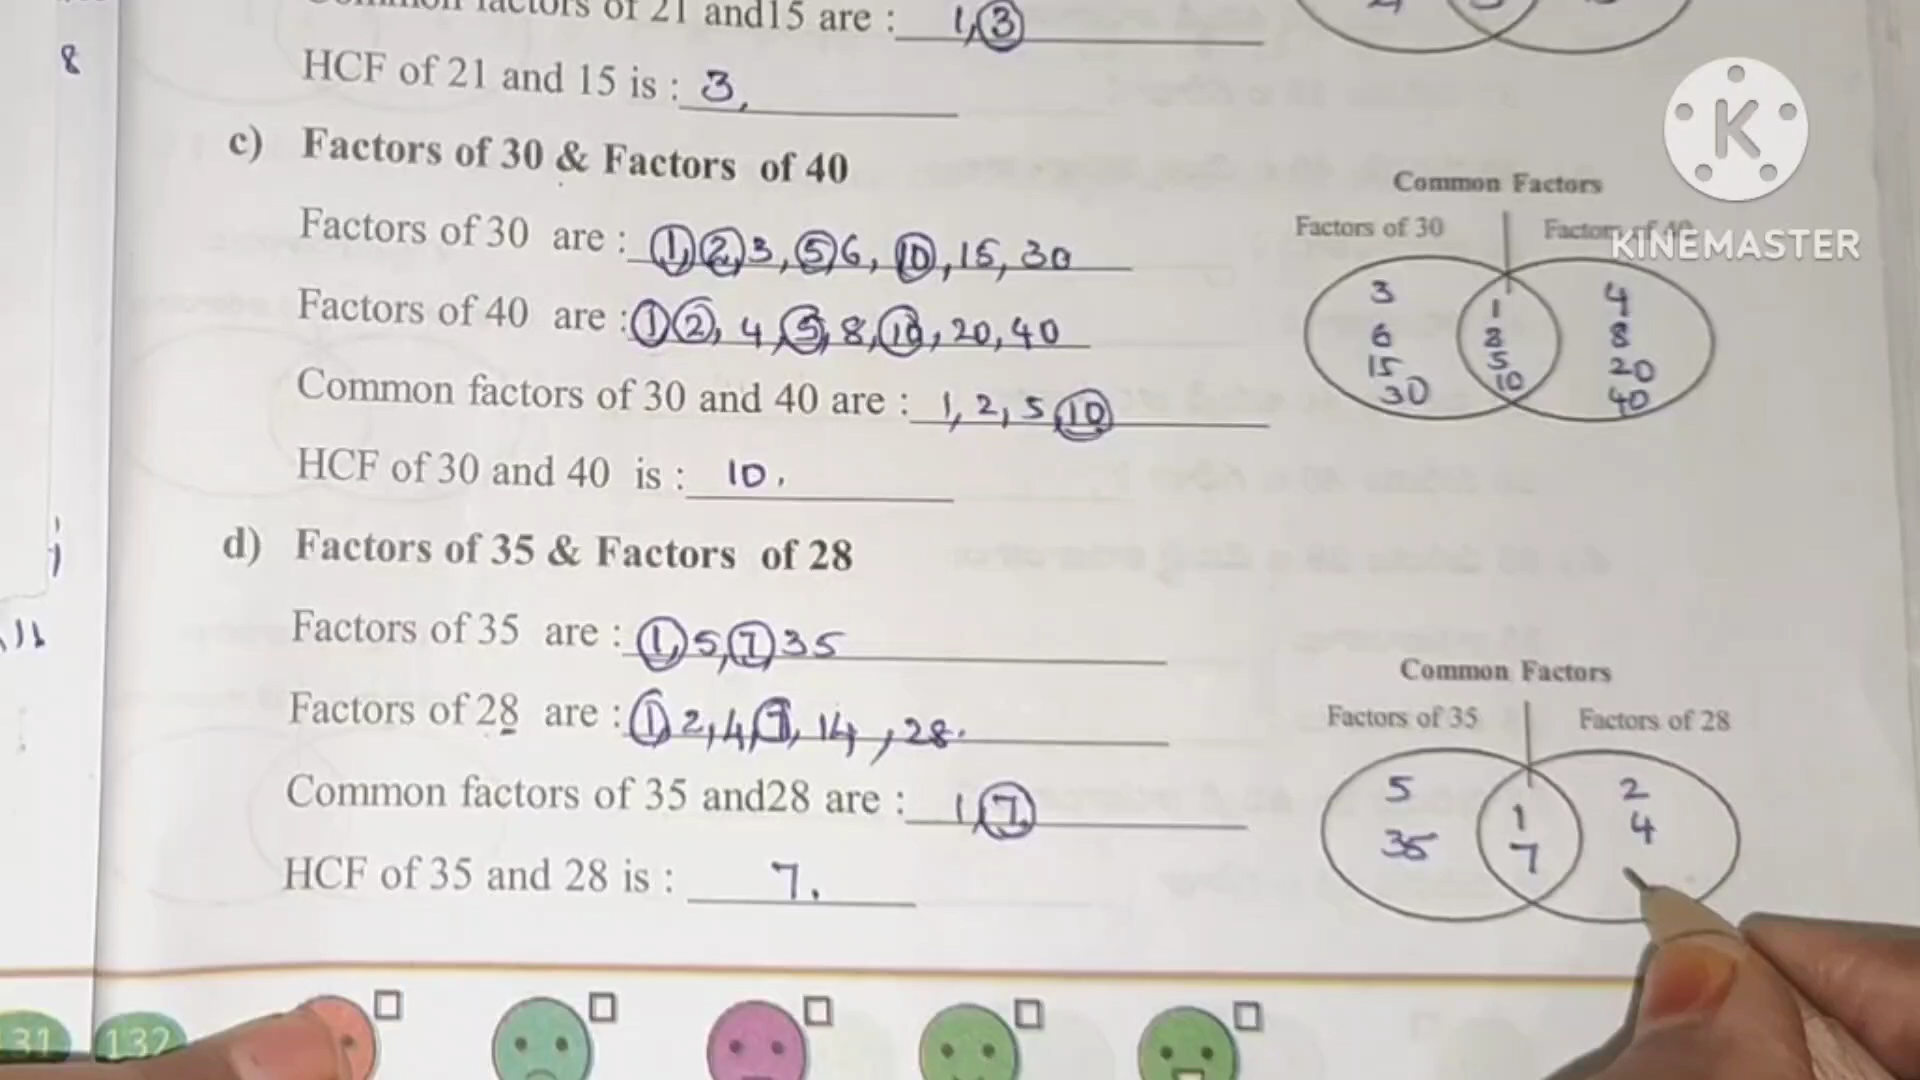 factors of 21 and15 are : 1, 3
8
HCF of 21 and 15 is : 3,
c) Factors of 30 & Factors of 40
Factors of 30 are : 1, 2, 3, 5 6, 10, 15, 30
Factors of 40 are : 1 2, 4, 5, 8, 10, 20, 40
Common factors of 30 and 40 are : 1, 2, 5, 10
HCF of 30 and 40 is : 10.
Common Factors
Factors of 30
3
6
15
30
1
2
5
10
4
8
20
40
K
KINEMASTER
d) Factors of 35 & Factors of 28
Factors of 35 are : 1, 5, 7, 35
Factors of 28 are : 1, 2, 4, 7, 14, 28.
Common factors of 35 and28 are : 1, 7.
HCF of 35 and 28 is : 7.
Common Factors
Factors of 35 Factors of 28
5
35
1
7
2
4
31 132